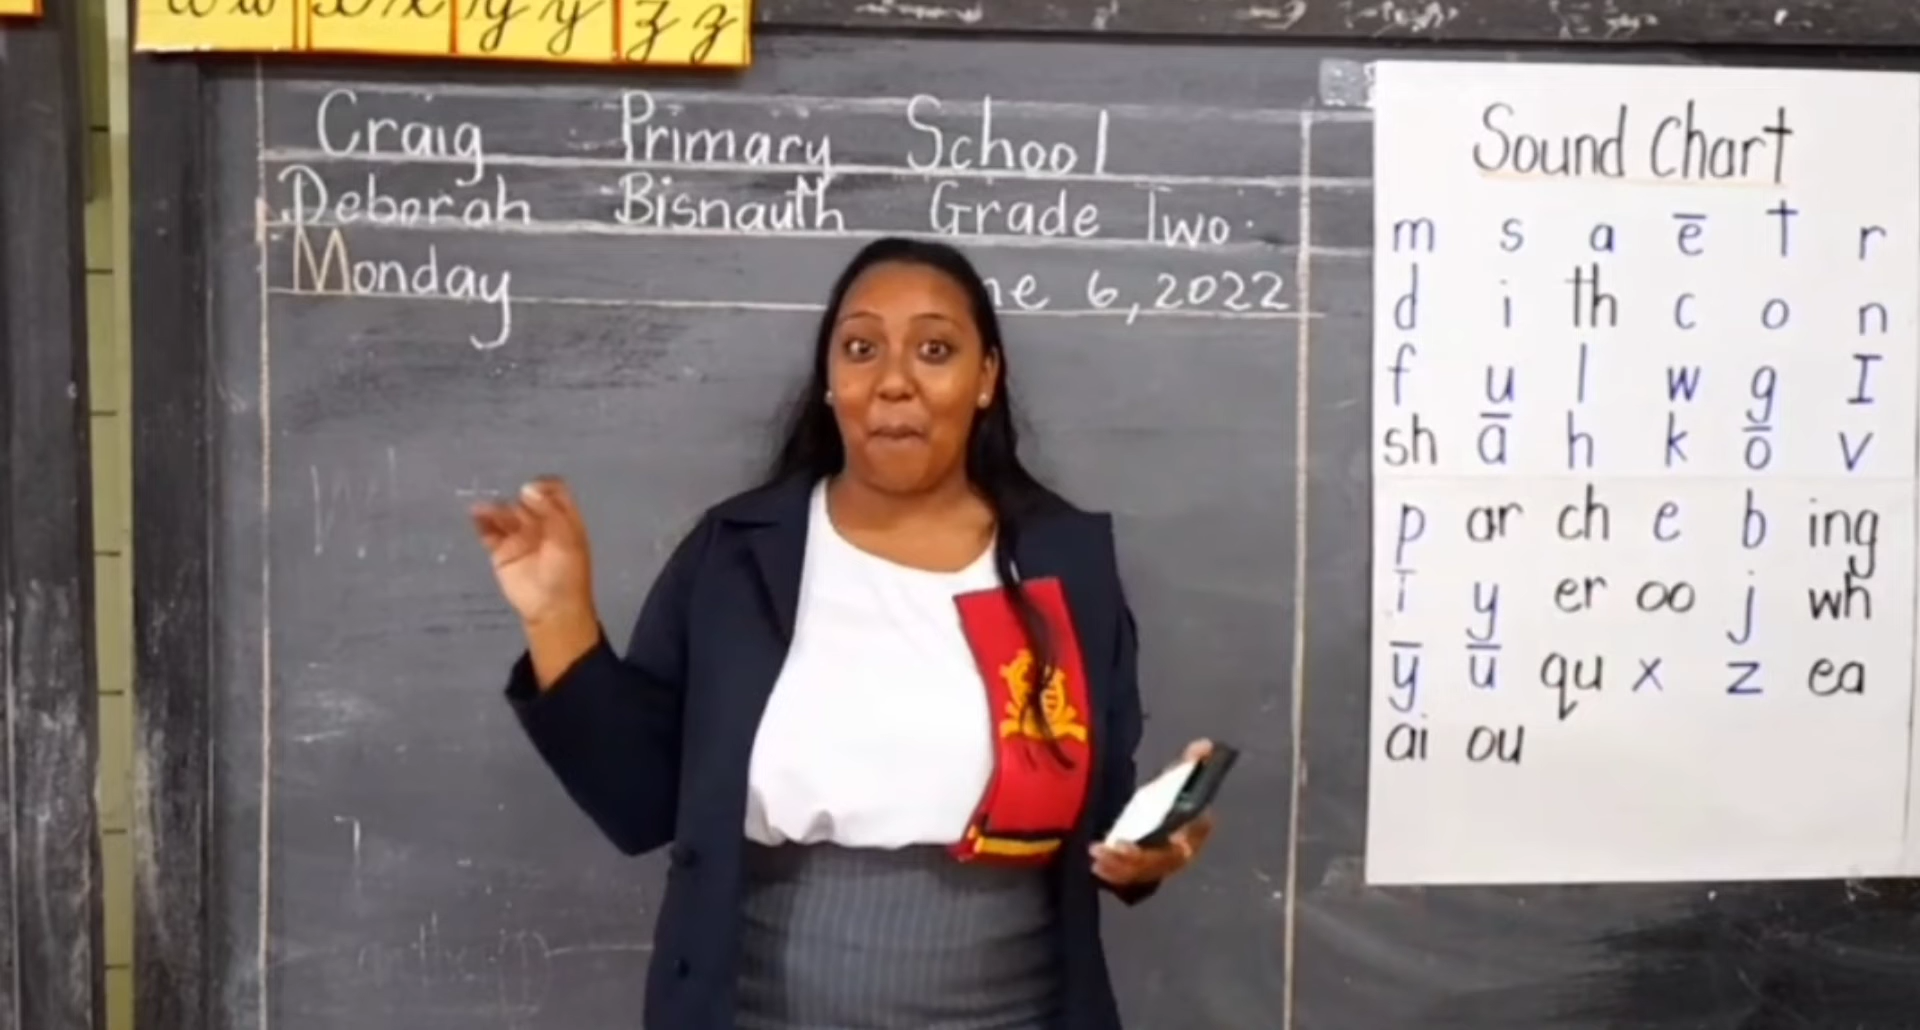 w w x x y y z z
Craig Primary School
Deborah Bisnauth Grade Two.
Monday ne 6, 2022
Sound Chart
m s a ē t r
d i th c o n
f u l w g I
sh ā h k ō v
p ar ch e b ing
ī y er oo j wh
ȳ ū qu x z ea
ai ou